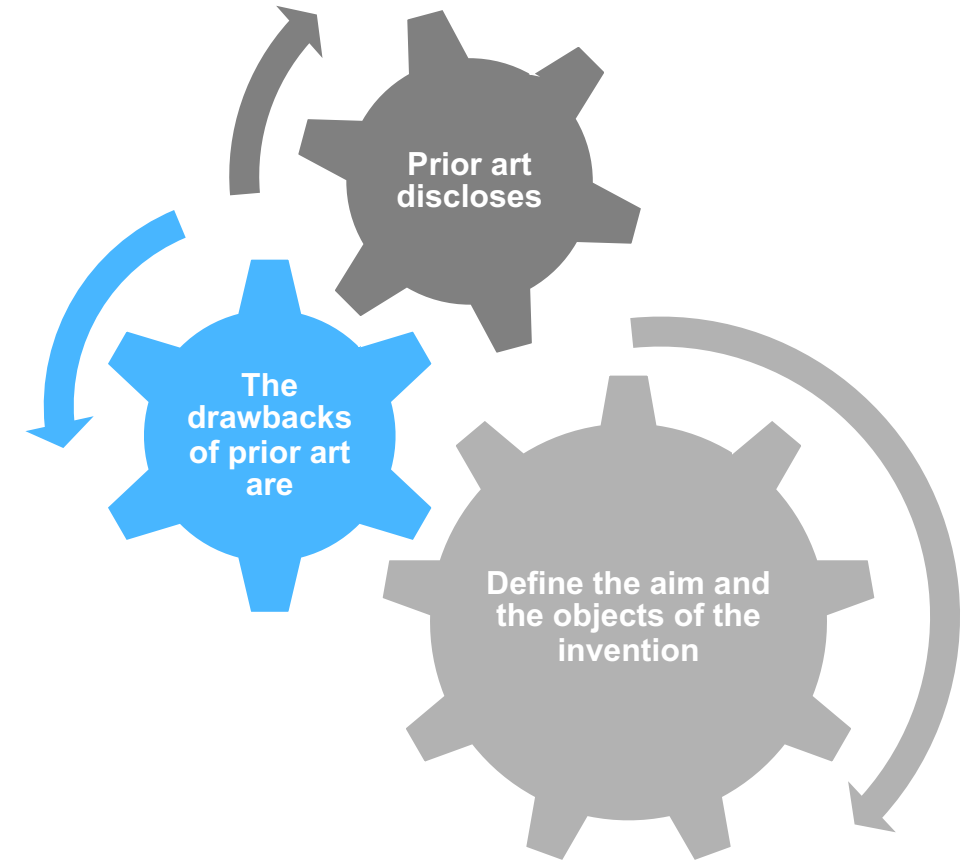 Prior art
discloses
The
drawbacks
of prior art
are
Define the aim and
the objects of the
invention